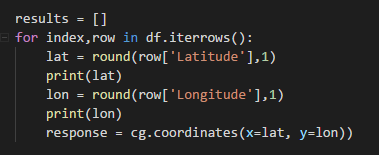 results = []
for index,row in df.iterrows():
    lat = round(row['Latitude'],1)
    print(lat)
    lon = round(row['Longitude'],1)
    print(lon)
    response = cg.coordinates(x=lat, y=lon))